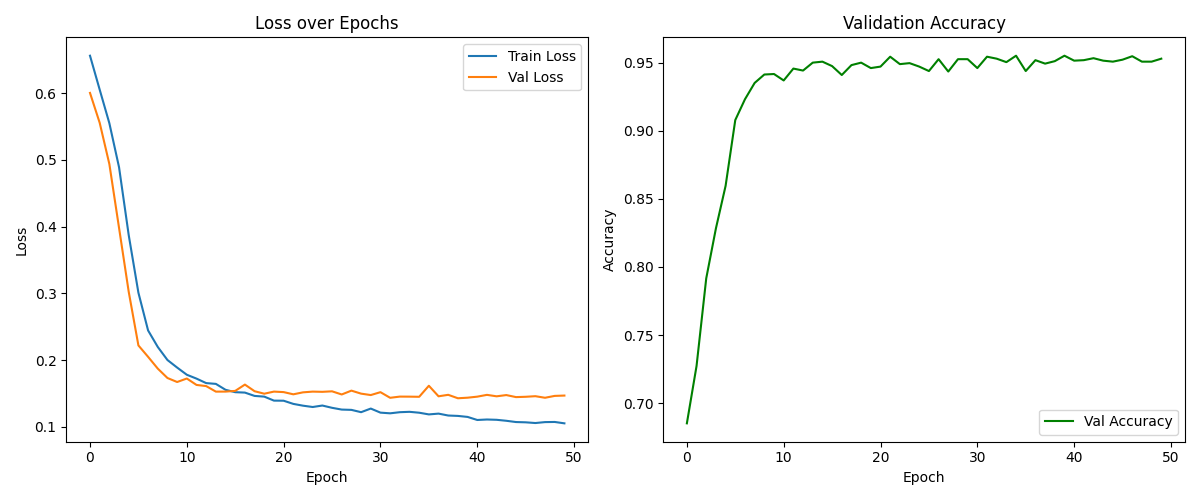 Loss over Epochs
Train Loss
Val Loss
0.6
0.5
0.4
0.3
0.2
0.1
Loss
0
10
20
30
40
50
Epoch
Validation Accuracy
0.95
0.90
0.85
0.80
0.75
0.70
Accuracy
Val Accuracy
0
10
20
30
40
50
Epoch